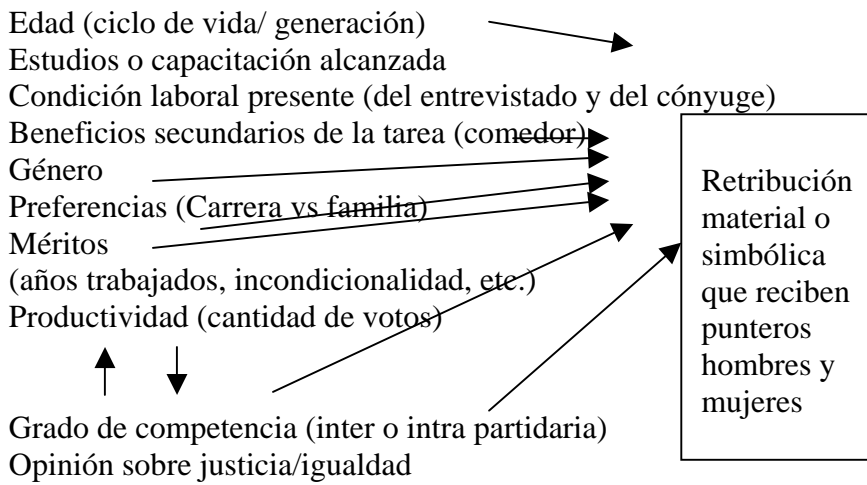 Edad (ciclo de vida/ generación)
Estudios o capacitación alcanzada
Condición laboral presente (del entrevistado y del cónyuge)
Beneficios secundarios de la tarea (comedor)
Género
Preferencias (Carrera vs familia)
Méritos
(años trabajados, incondicionalidad, etc.)
Productividad (cantidad de votos)
Grado de competencia (inter o intra partidaria)
Opinión sobre justicia/igualdad
Retribución
material o
simbólica
que reciben
punteros
hombres y
mujeres